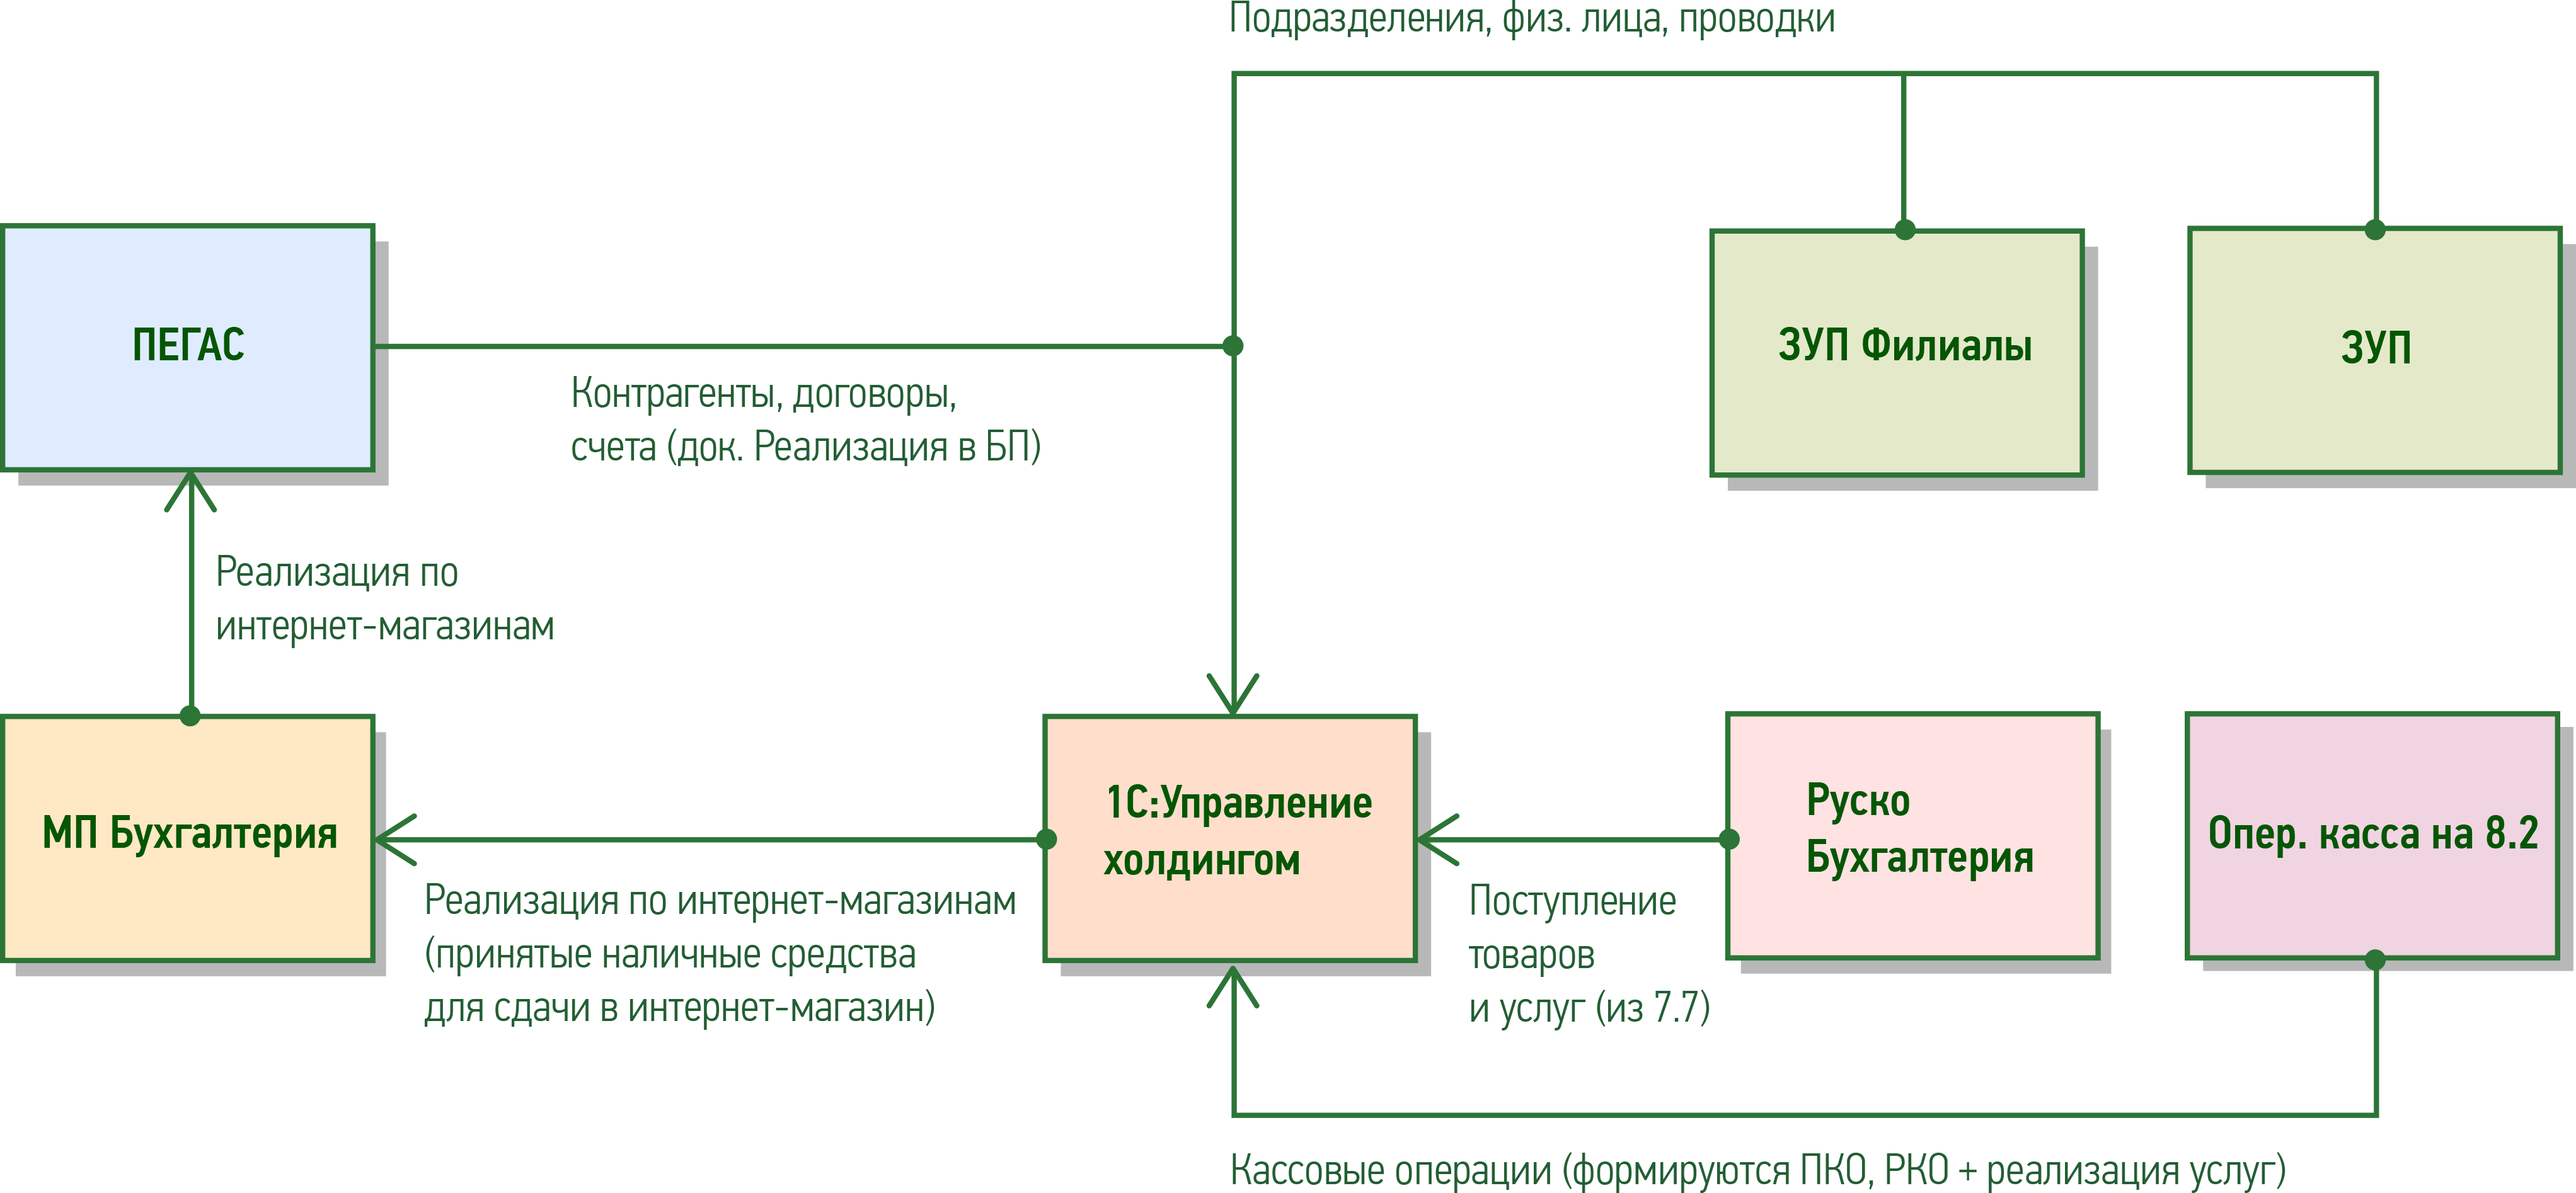 Подразделения, физ. лица, проводки
ПЕГАС
ЗУП Филиалы
ЗУП
Контрагенты, договоры,
счета (док. Реализация в БП)
Реализация по
интернет-магазинам
МП Бухгалтерия
1С:Управление
холдингом
Руско
Бухгалтерия
Опер. касса на 8.2
Реализация по интернет-магазинам
(принятые наличные средства
для сдачи в интернет-магазин)
Поступление
товаров
и услуг (из 7.7)
Кассовые операции (формируются ПКО, РКО + реализация услуг)